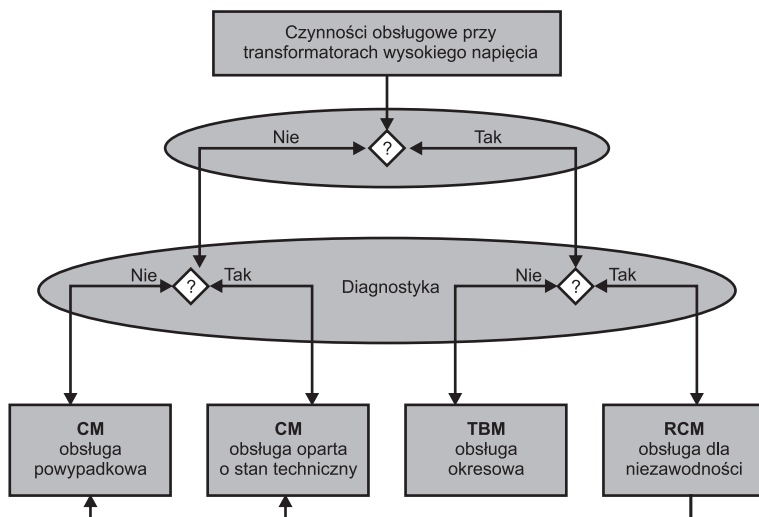 Czynności obsługowe przy
transformatorach wysokiego napięcia
Nie
?
Tak
Nie
?
Tak
Diagnostyka
Nie
?
Tak
CM
obsługa
powypadkowa
CM
obsługa oparta
o stan techniczny
TBM
obsługa
okresowa
RCM
obsługa dla
niezawodności